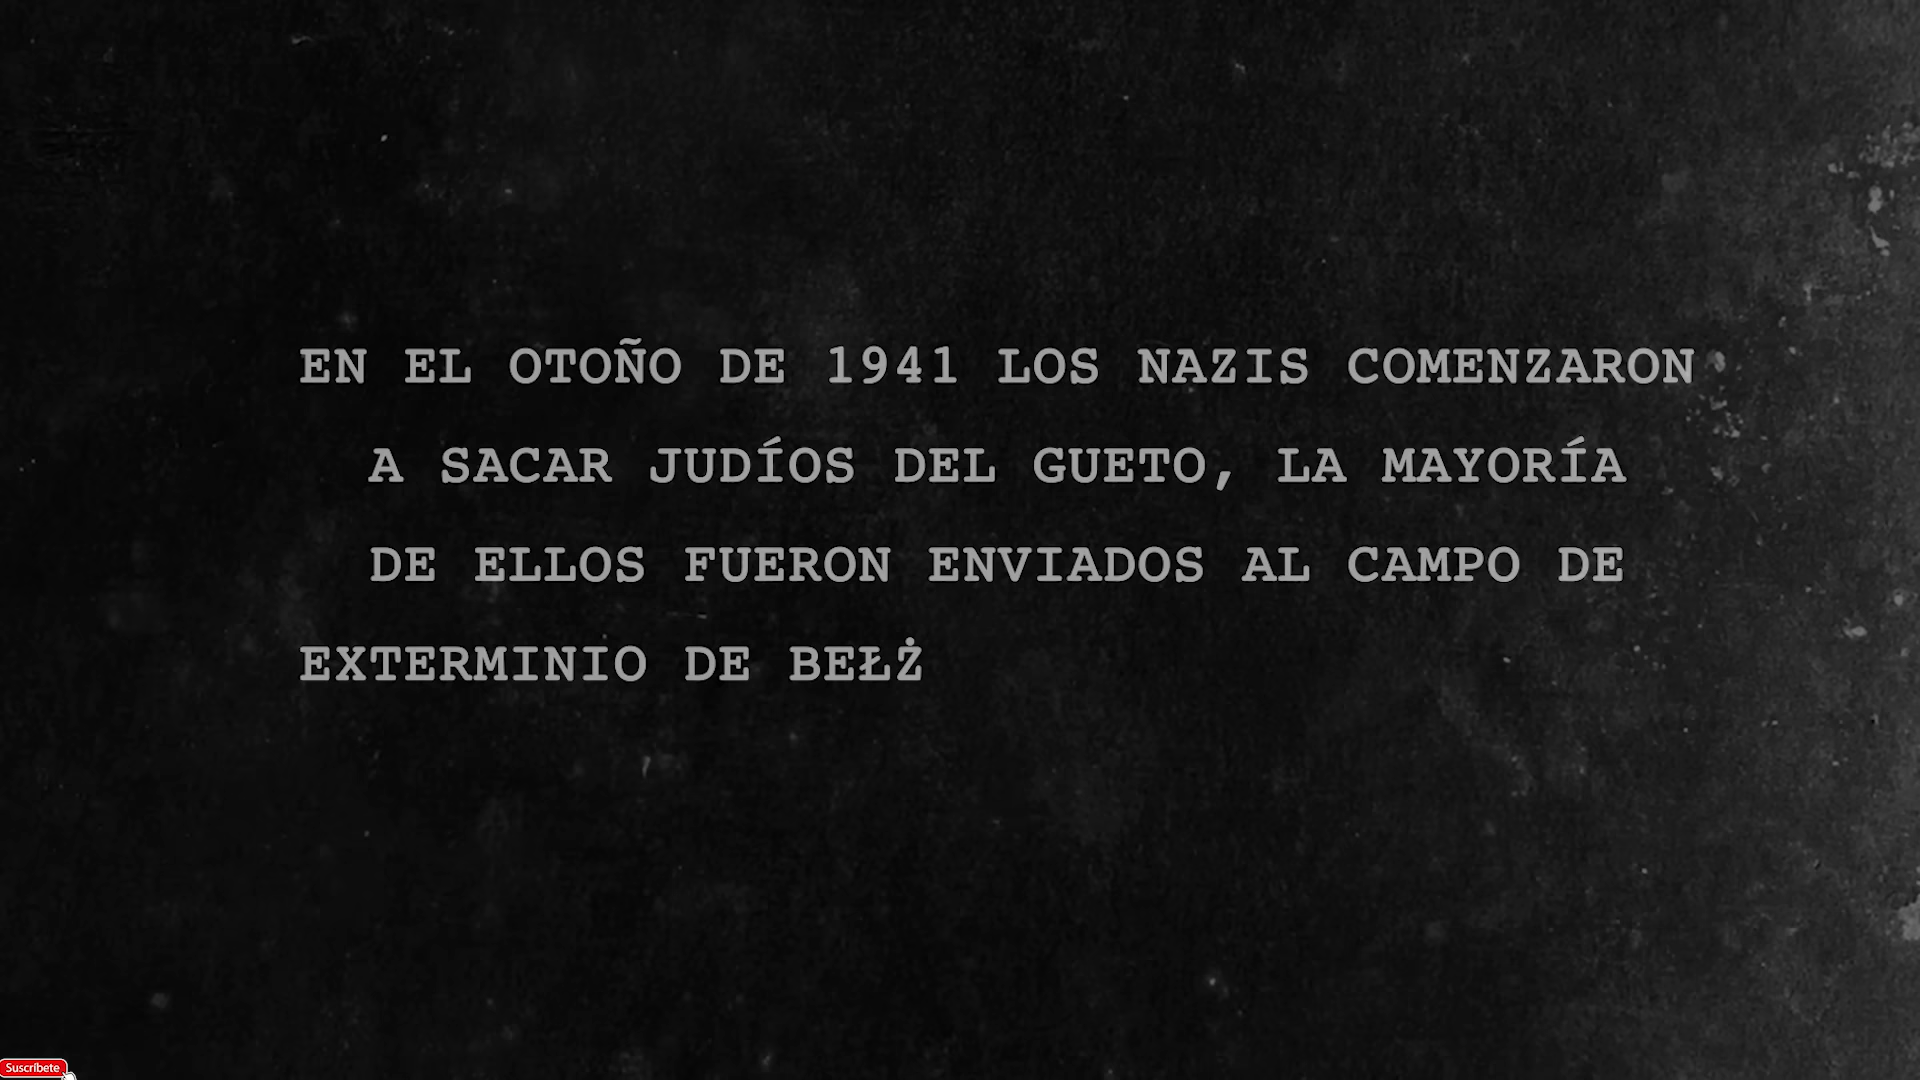 EN EL OTOÑO DE 1941 LOS NAZIS COMENZARON
A SACAR JUDÍOS DEL GUETO, LA MAYORÍA
DE ELLOS FUERON ENVIADOS AL CAMPO DE
EXTERMINIO DE BEŁŻ
Suscríbete